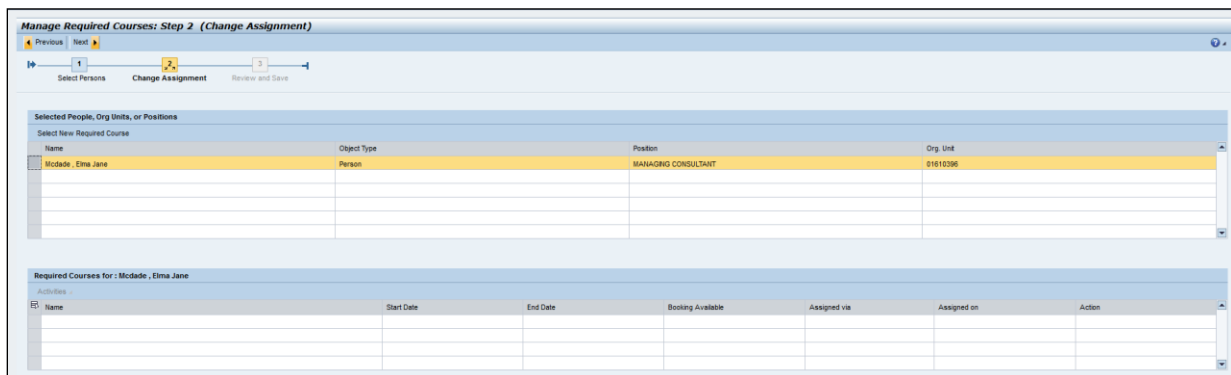 Manage Required Courses: Step 2 (Change Assignment)
Previous Next
1 2 3
Select Persons Change Assignment Review and Save
Selected People, Org Units, or Positions
Select New Required Course
Name Object Type Position Org. Unit
Mcdade , Elma Jane Person MANAGING CONSULTANT 01610396
Required Courses for : Mcdade , Elma Jane
Activities
Name Start Date End Date Booking Available Assigned via Assigned on Action